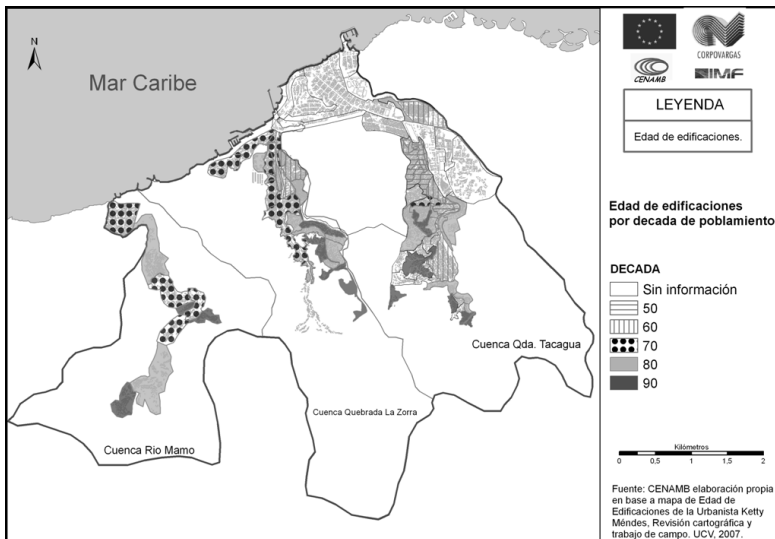 N
Mar Caribe
Cuenca Qda. Tacagua
Cuenca Quebrada La Zorra
Cuenca Rio Mamo
CORPOVARGAS
CENAMB
IMF
LEYENDA
Edad de edificaciones.
Edad de edificaciones
por decada de poblamiento
DECADA
Sin información
50
60
70
80
90
Kilómetros
0 0,5 1 1,5 2
Fuente: CENAMB elaboración propia
en base a mapa de Edad de
Edificaciones de la Urbanista Ketty
Méndes, Revisión cartográfica y
trabajo de campo. UCV, 2007.